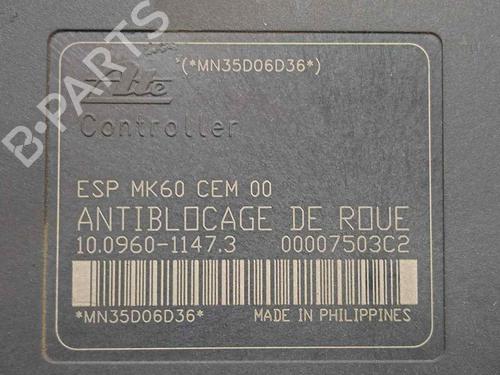 (*MN35D06D36*)
Ate
Controller
ESP MK60 CEM 00
ANTIBLOCAGE DE ROUE
10.0960-1147.3 00007503C2
*MN35D06D36* MADE IN PHILIPPINES
B-PARTS